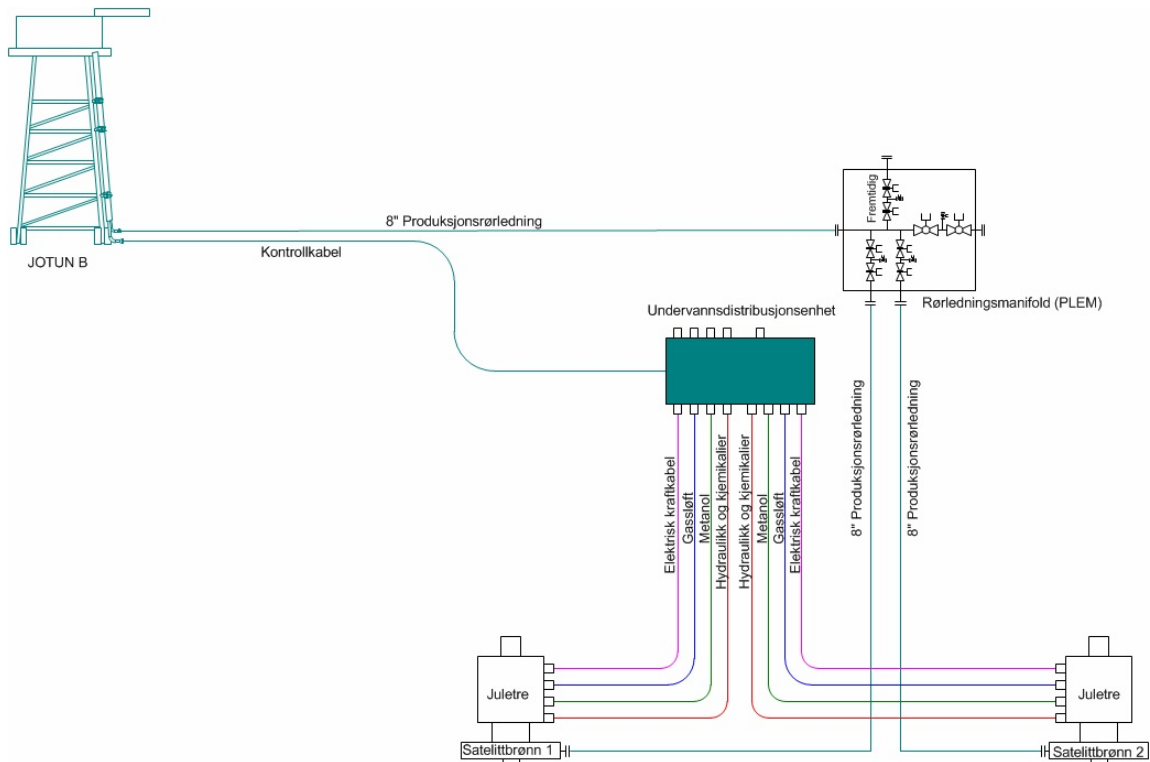 8" Produksjonsrørledning
Kontrollkabel
JOTUN B
Fremtidig
Rørledningsmanifold (PLEM)
Undervannsdistribusjonsenhet
Elektrisk kraftkabel
Gassløft
Metanol
Hydraulikk og kjemikalier
Hydraulikk og kjemikalier
Metanol
Gassløft
Elektrisk kraftkabel
8" Produksjonsrørledning
8" Produksjonsrørledning
Juletre
Juletre
Satelittbrønn 1
Satelittbrønn 2